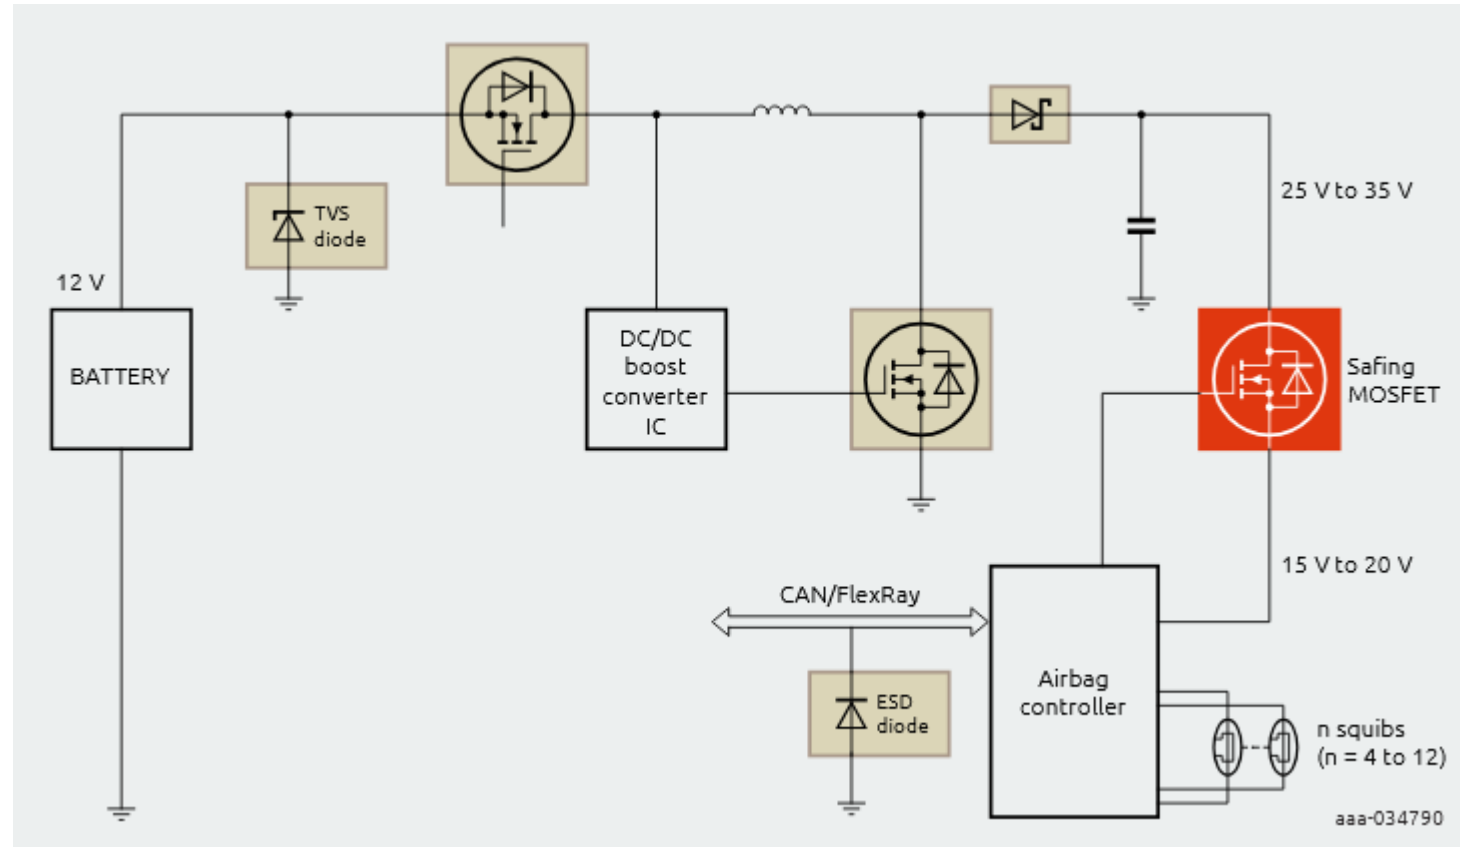 TVS
diode
25 V to 35 V
12 V
BATTERY
DC/DC
boost
converter
IC
Safing
MOSFET
15 V to 20 V
CAN/FlexRay
Airbag
controller
ESD
diode
n squibs
(n = 4 to 12)
aaa-034790